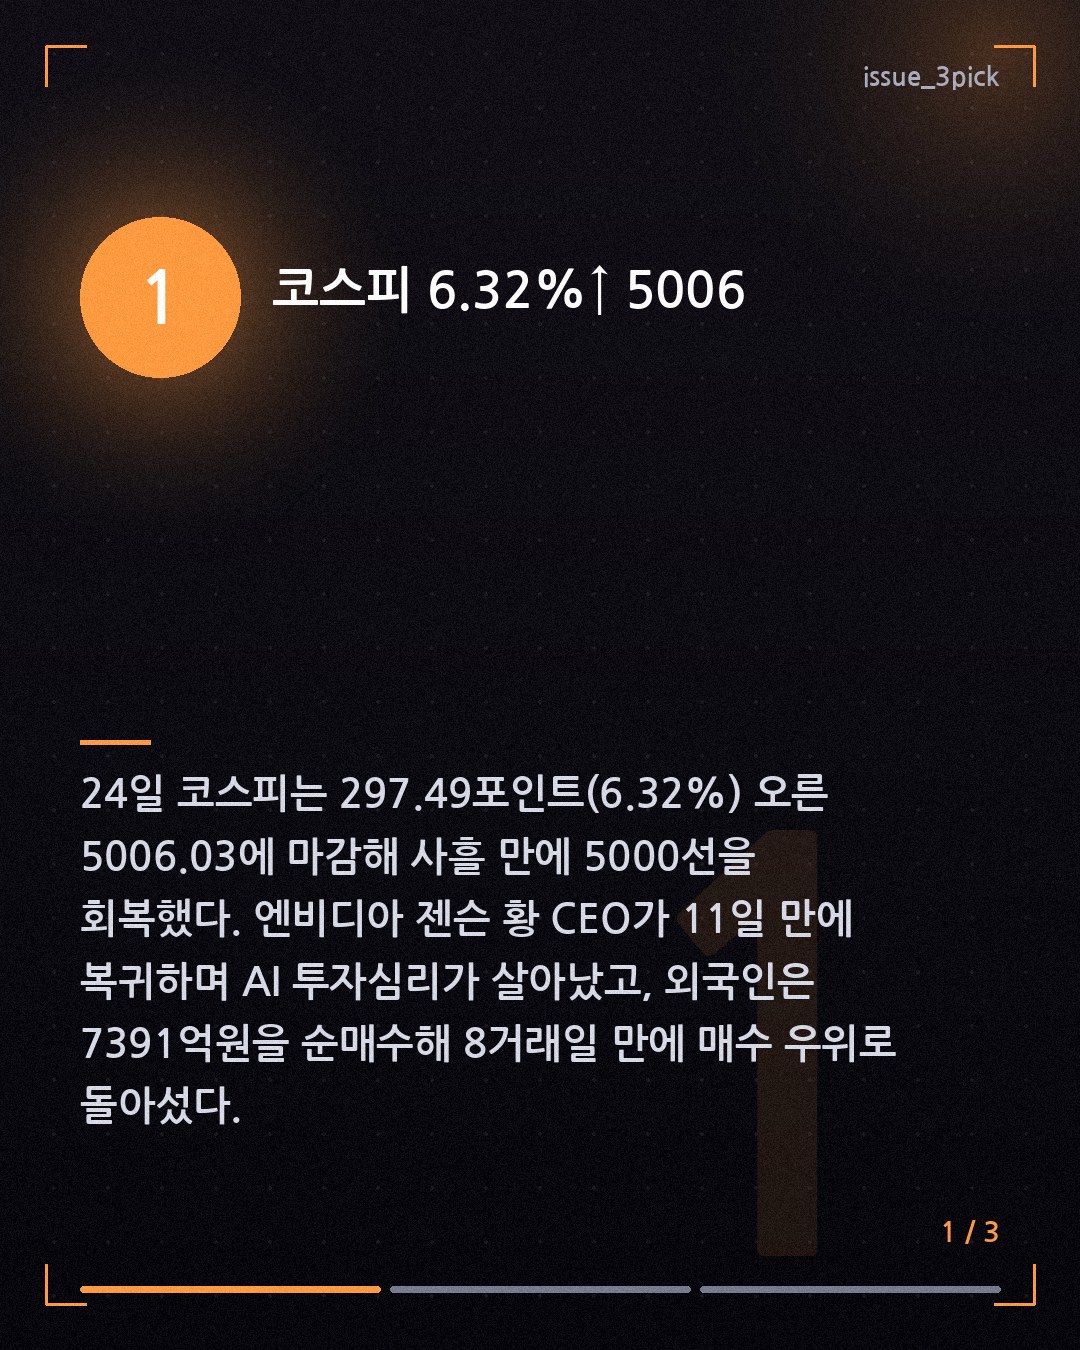 issue_3pick
1
코스피 6.32%↑ 5006
24일 코스피는 297.49포인트(6.32%) 오른
5006.03에 마감해 사흘 만에 5000선을
회복했다. 엔비디아 젠슨 황 CEO가 11일 만에
복귀하며 AI 투자심리가 살아났고, 외국인은
7391억원을 순매수해 8거래일 만에 매수 우위로
돌아섰다.
1
1 / 3